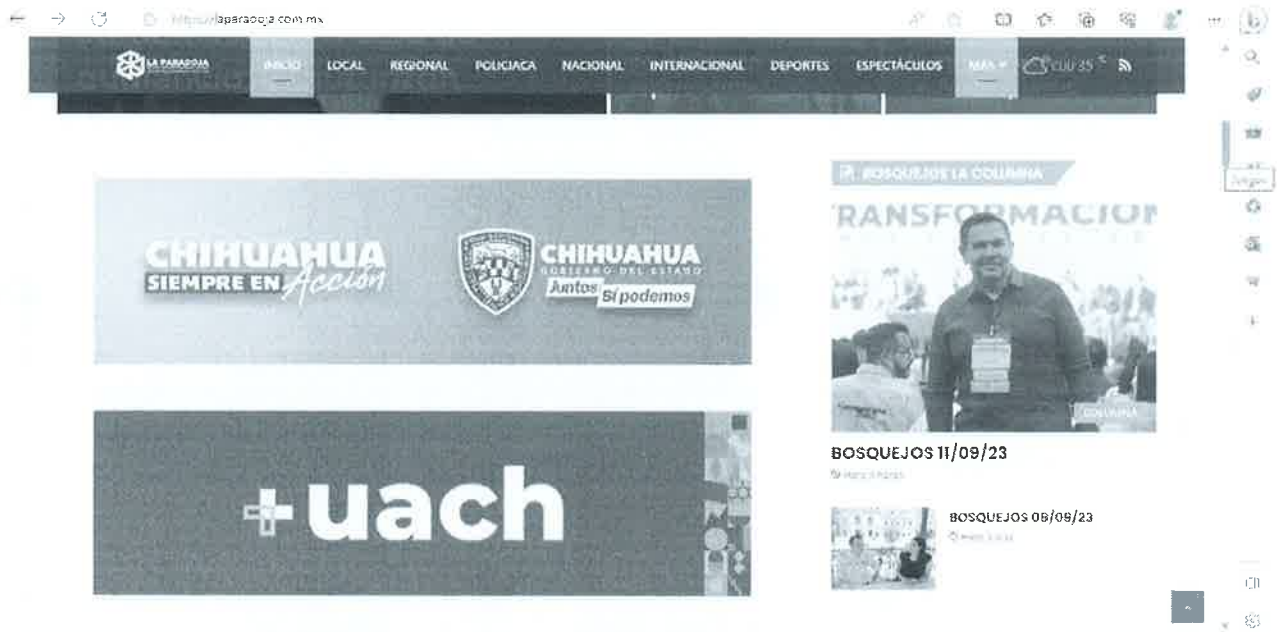 laparadoja.com.mx
LA PARADOJA
INICIO LOCAL REGIONAL POLICIACA NACIONAL INTERNACIONAL DEPORTES ESPECTÁCULOS MÁS CUU 35 °C
CHIHUAHUA
SIEMPRE EN Acción
CHIHUAHUA
GOBIERNO DEL ESTADO
Juntos
Sí podemos
+uach
BOSQUEJOS LA COLUMNA
TRANSFORMACIÓN
COLUMNA
BOSQUEJOS 11/09/23
BOSQUEJOS 08/09/23